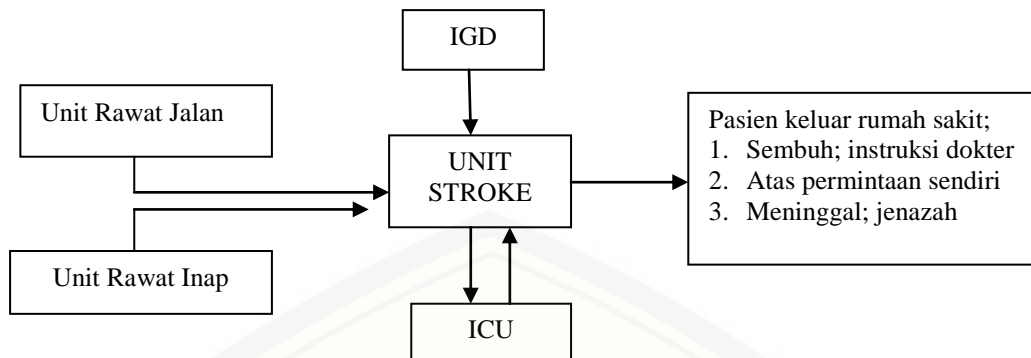 IGD
Unit Rawat Jalan
UNIT
STROKE
Pasien keluar rumah sakit;
1. Sembuh; instruksi dokter
2. Atas permintaan sendiri
3. Meninggal; jenazah
Unit Rawat Inap
ICU